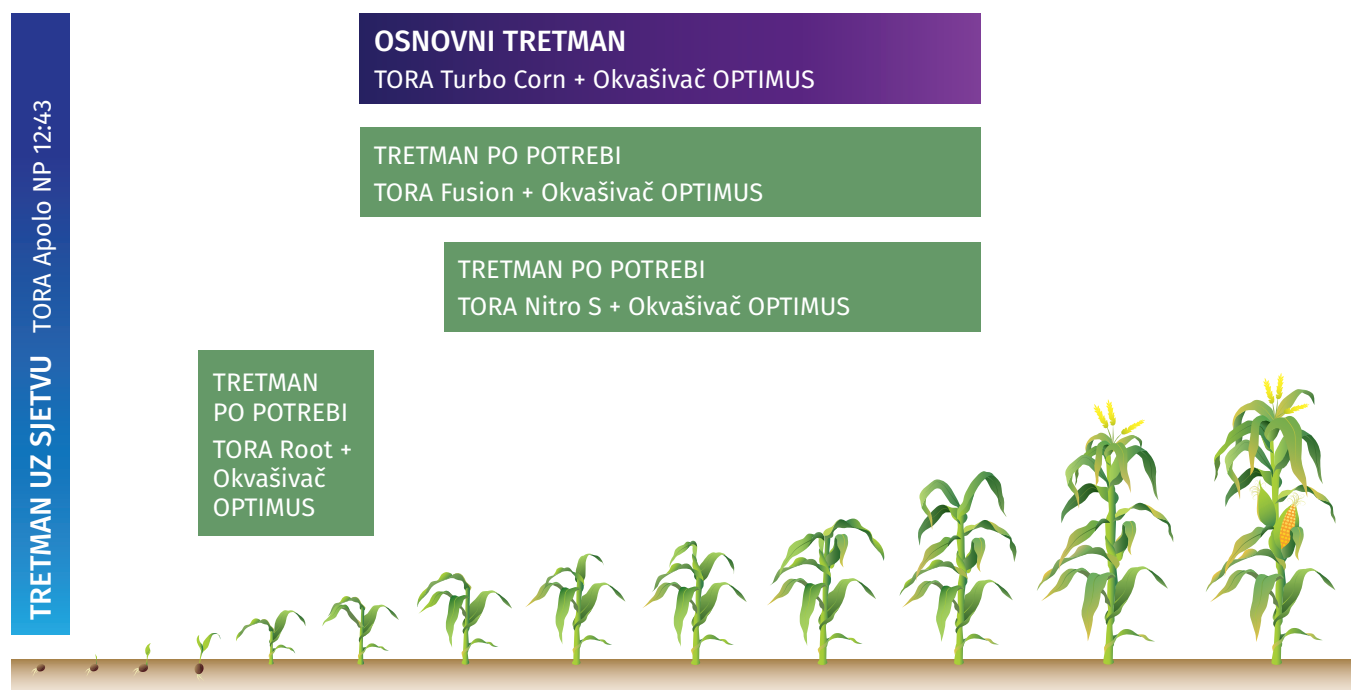 TRETMAN UZ SJETVU TORA Apolo NP 12:43
OSNOVNI TRETMAN
TORA Turbo Corn + Okvašivač OPTIMUS
TRETMAN PO POTREBI
TORA Fusion + Okvašivač OPTIMUS
TRETMAN PO POTREBI
TORA Nitro S + Okvašivač OPTIMUS
TRETMAN
PO POTREBI
TORA Root +
Okvašivač
OPTIMUS